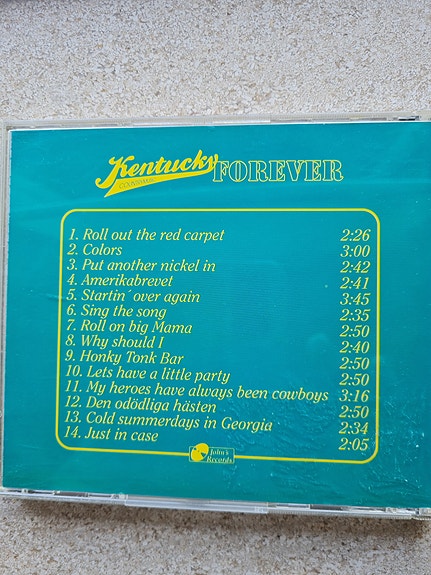 Kentucky FOREVER
1. Roll out the red carpet 2:26
2. Colors 3:00
3. Put another nickel in 2:42
4. Amerikabrevet 2:41
5. Startin´ over again 3:45
6. Sing the song 2:35
7. Roll on big Mama 2:50
8. Why should I 2:40
9. Honky Tonk Bar 2:50
10. Lets have a little party 2:50
11. My heroes have always been cowboys 3:16
12. Den odödliga hästen 2:50
13. Cold summerdays in Georgia 2:34
14. Just in case 2:05
John's
Records